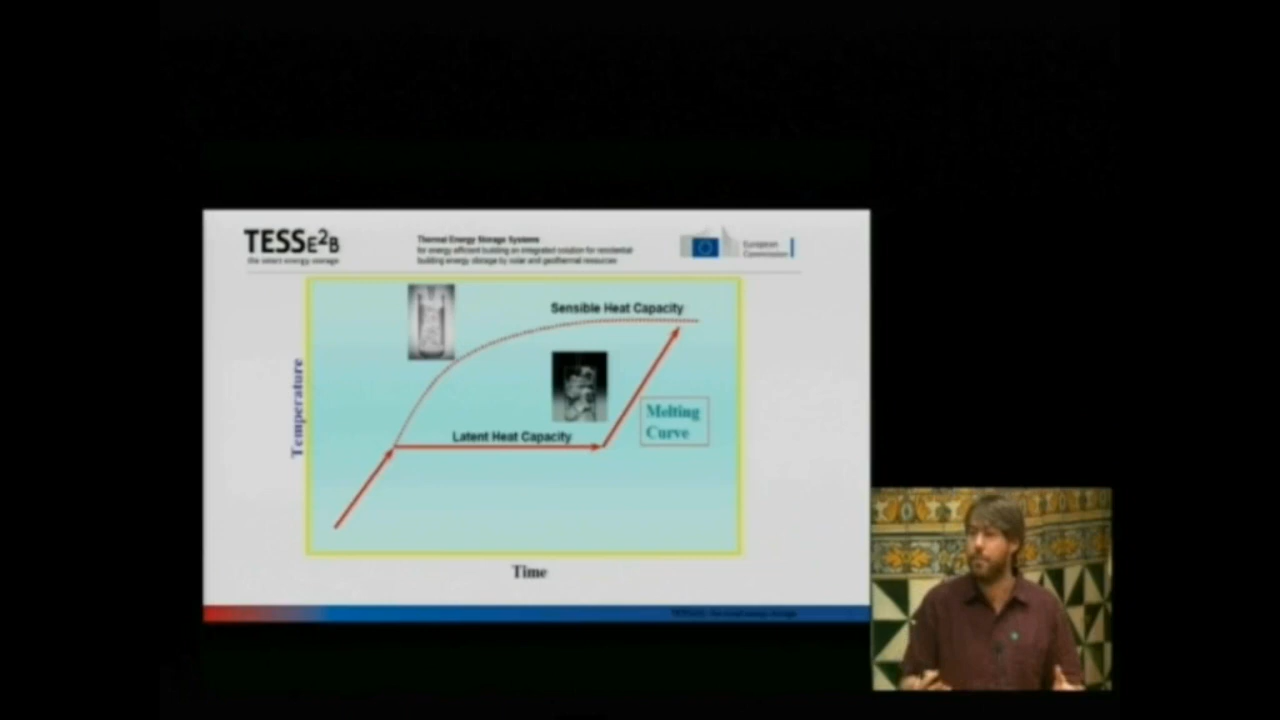 TESSe2b
the smart energy storage
Thermal Energy Storage Systems
for energy efficient building an integrated solution for residential
building energy storage by solar and geothermal resources
European
Commission
Sensible Heat Capacity
Temperature
Melting
Curve
Latent Heat Capacity
Time